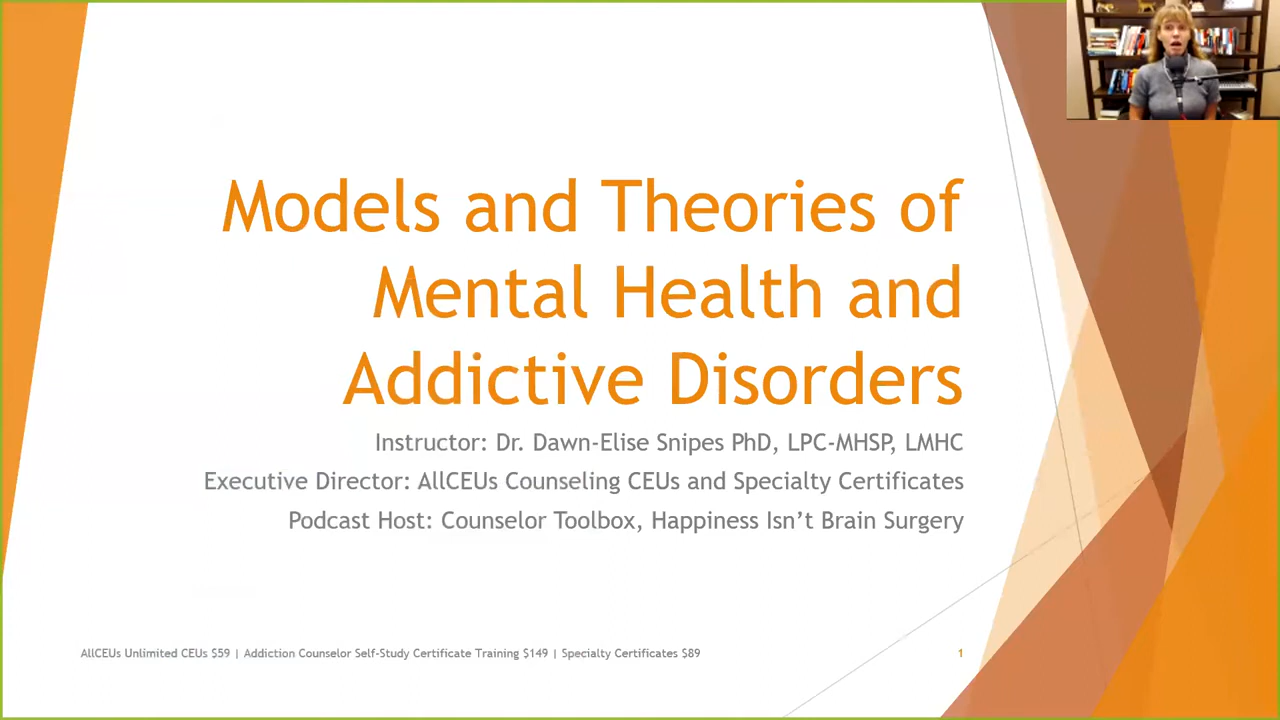 Models and Theories of
Mental Health and
Addictive Disorders
Instructor: Dr. Dawn-Elise Snipes PhD, LPC-MHSP, LMHC
Executive Director: AllCEUs Counseling CEUs and Specialty Certificates
Podcast Host: Counselor Toolbox, Happiness Isn’t Brain Surgery
AllCEUs Unlimited CEUs $59 | Addiction Counselor Self-Study Certificate Training $149 | Specialty Certificates $89
1